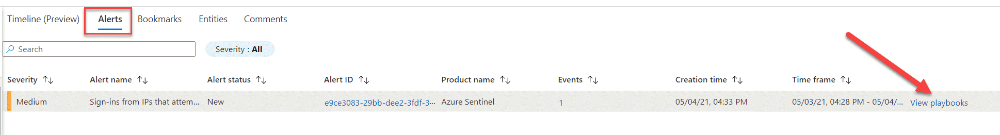 Timeline (Preview) Alerts Bookmarks Entities Comments
Search Severity : All
Severity Alert name Alert status Alert ID Product name Events Creation time Time frame
Medium Sign-ins from IPs that attem... New e9ce3083-29bb-dee2-3fdf-3... Azure Sentinel 1 05/04/21, 04:33 PM 05/03/21, 04:28 PM - 05/04/... View playbooks